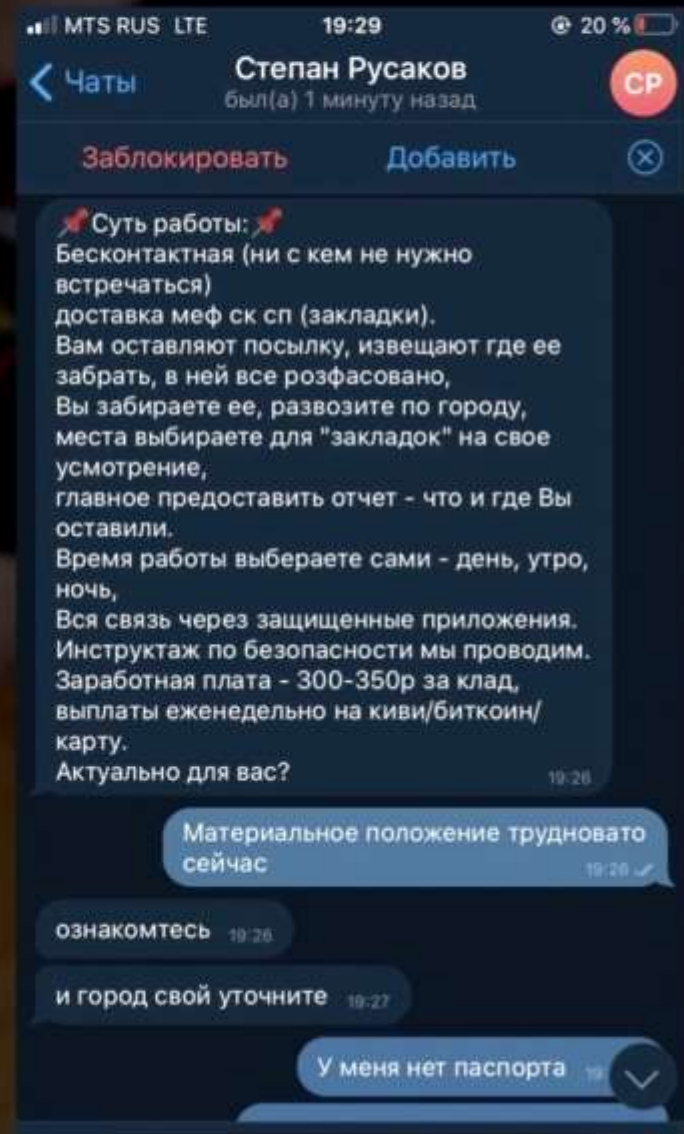 MTS RUS LTE 19:29 20 %
Чаты Степан Русаков СР
был(а) 1 минуту назад
Заблокировать Добавить
📌Суть работы:📌
Бесконтактная (ни с кем не нужно
встречаться)
доставка меф ск сп (закладки).
Вам оставляют посылку, извещают где ее
забрать, в ней все розфасовано,
Вы забираете ее, развозите по городу,
места выбираете для "закладок" на свое
усмотрение,
главное предоставить отчет - что и где Вы
оставили.
Время работы выбераете сами - день, утро,
ночь,
Вся связь через защищенные приложения.
Инструктаж по безопасности мы проводим.
Заработная плата - 300-350р за клад,
выплаты еженедельно на киви/биткоин/
карту.
Актуально для вас? 19:26
Материальное положение трудновато
сейчас 19:26
ознакомтесь 19:26
и город свой уточните 19:27
У меня нет паспорта